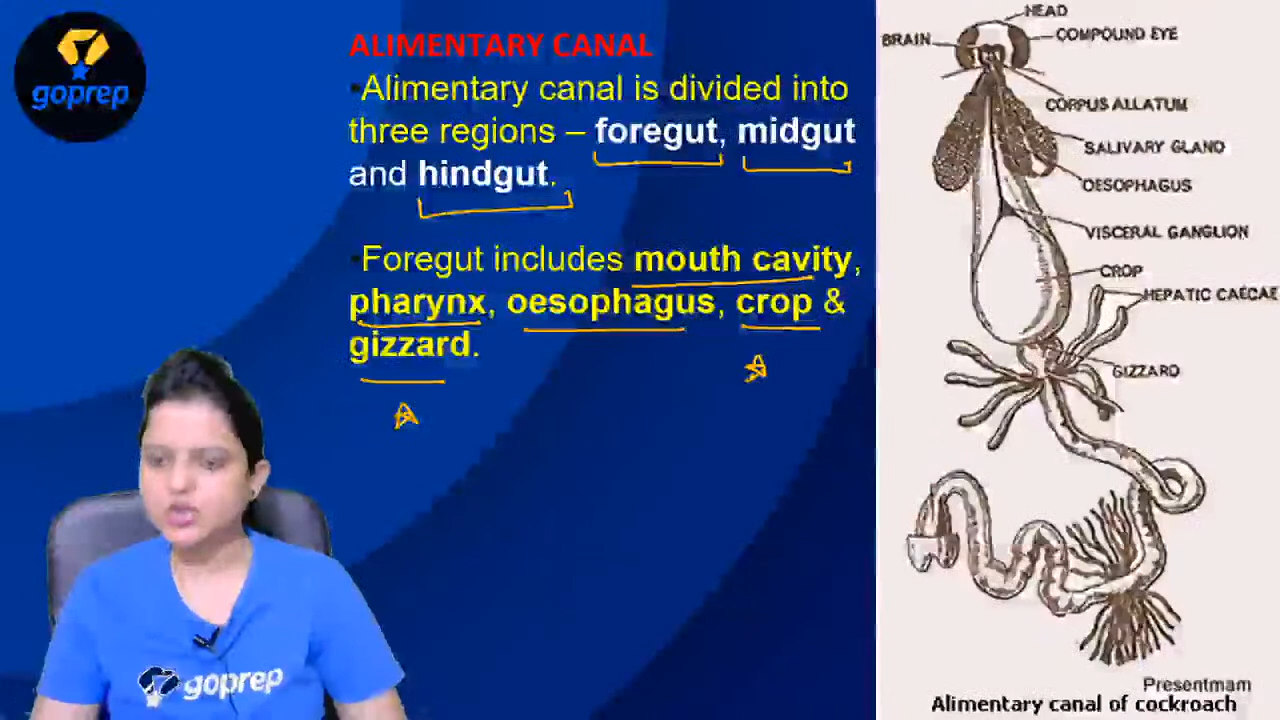 goprep
ALIMENTARY CANAL
•Alimentary canal is divided into
three regions – foregut, midgut
and hindgut.
•Foregut includes mouth cavity,
pharynx, oesophagus, crop &
gizzard.
goprep
HEAD
BRAIN
COMPOUND EYE
CORPUS ALLATUM
SALIVARY GLAND
OESOPHAGUS
VISCERAL GANGLION
CROP
HEPATIC CAECAE
GIZZARD
Presentmam
Alimentary canal of cockroach